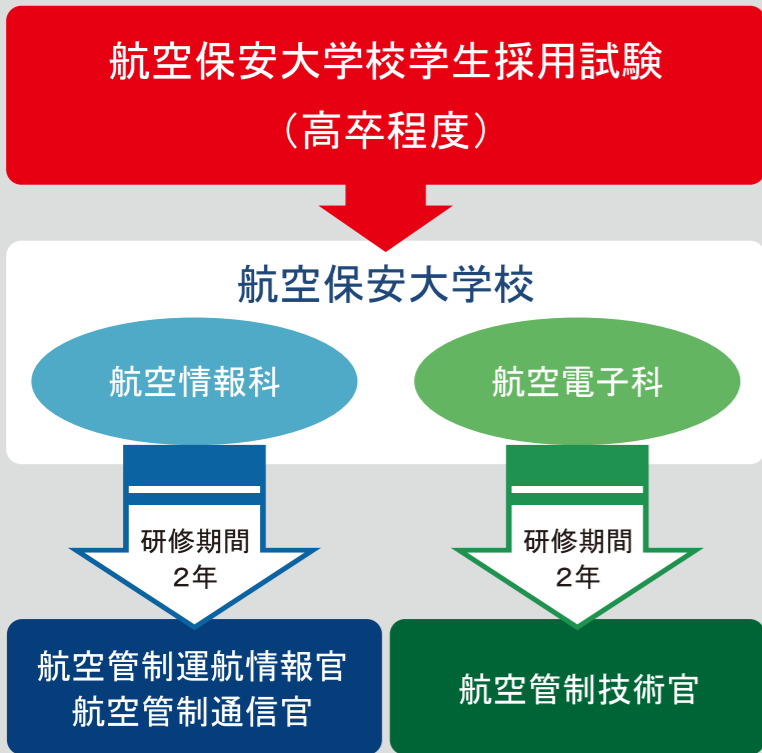 航空保安大学校学生採用試験
（高卒程度）
航空保安大学校
航空情報科
航空電子科
研修期間
２年
研修期間
２年
航空管制運航情報官
航空管制通信官
航空管制技術官